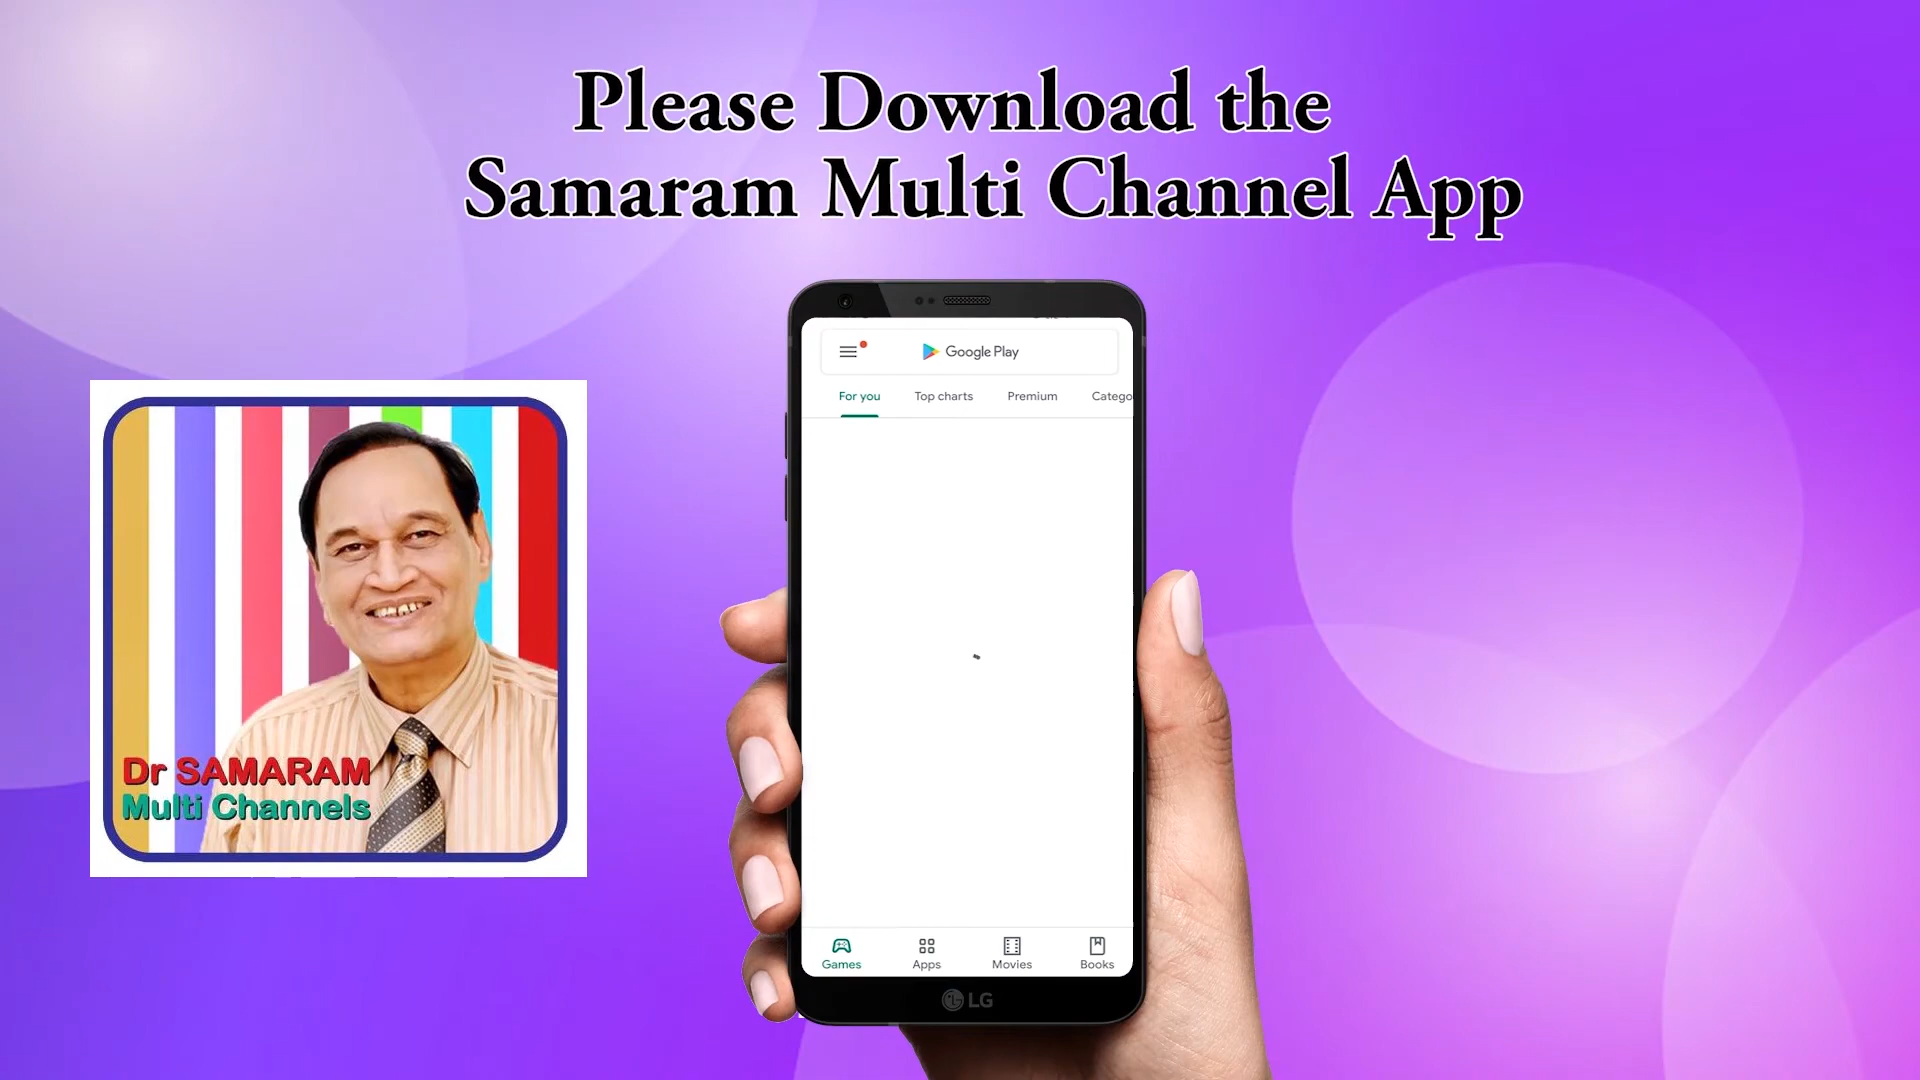 Please Download the
Samaram Multi Channel App
Google Play
For you Top charts Premium Catego
Dr SAMARAM
Multi Channels
Games Apps Movies Books
LG